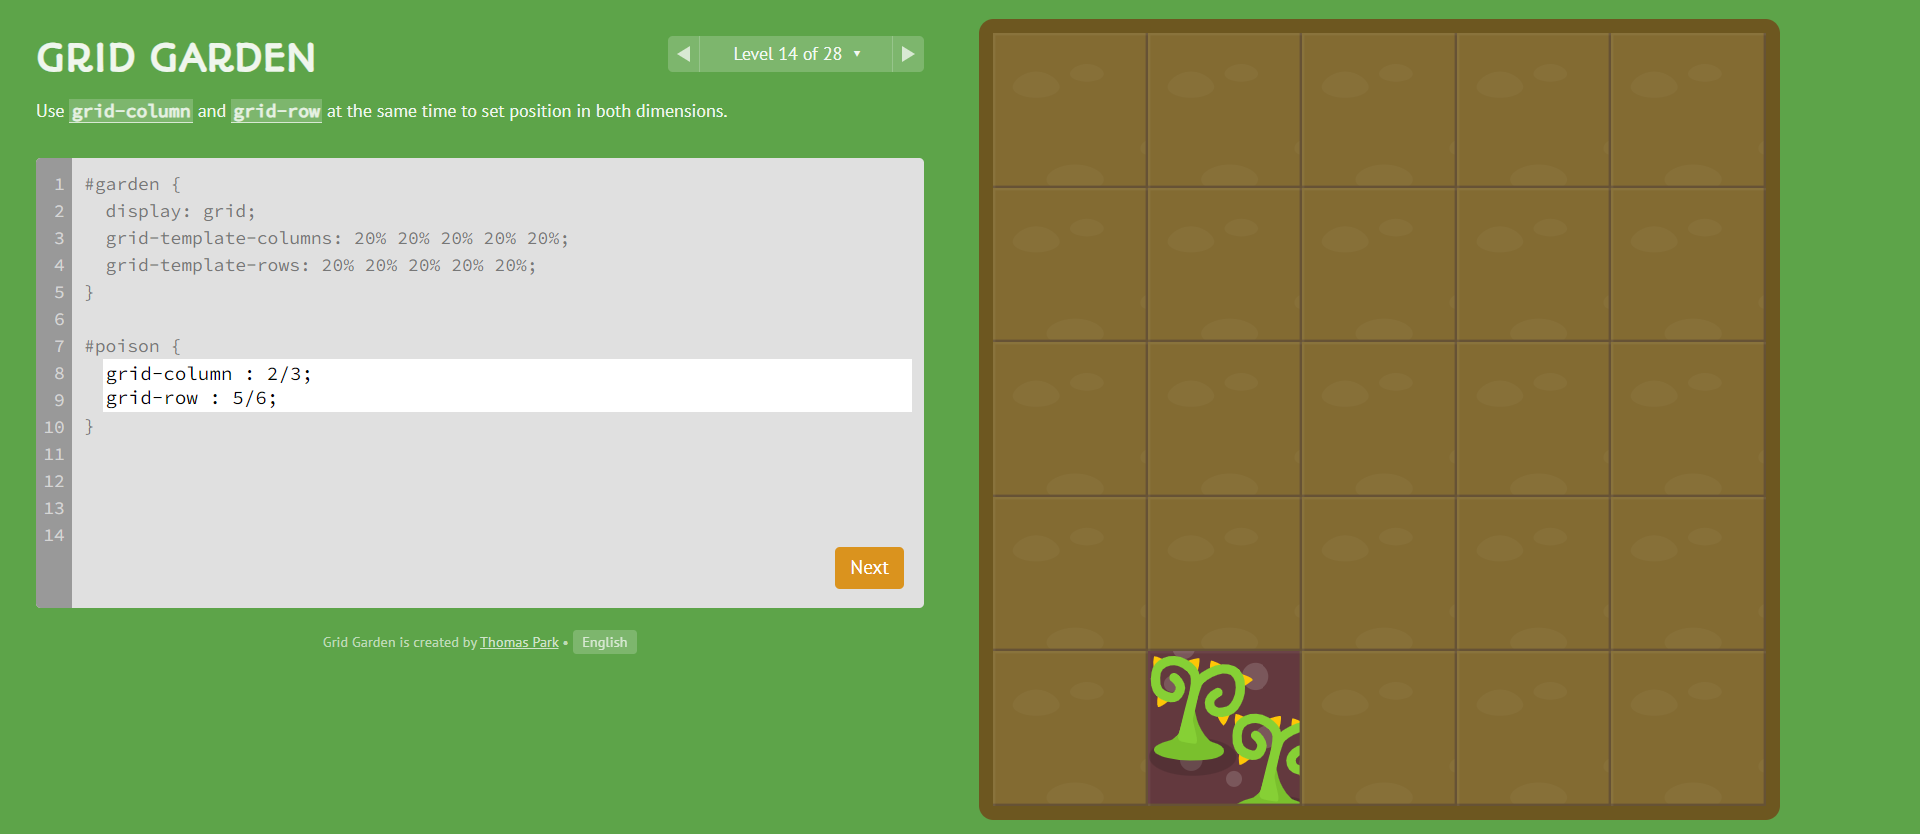 GRID GARDEN
◀ Level 14 of 28 ▼ ▶
Use grid-column and grid-row at the same time to set position in both dimensions.
1 #garden {
2   display: grid;
3   grid-template-columns: 20% 20% 20% 20% 20%;
4   grid-template-rows: 20% 20% 20% 20% 20%;
5 }
6
7 #poison {
8   grid-column : 2/3;
9   grid-row : 5/6;
10 }
11
12
13
14
Next
Grid Garden is created by Thomas Park • English